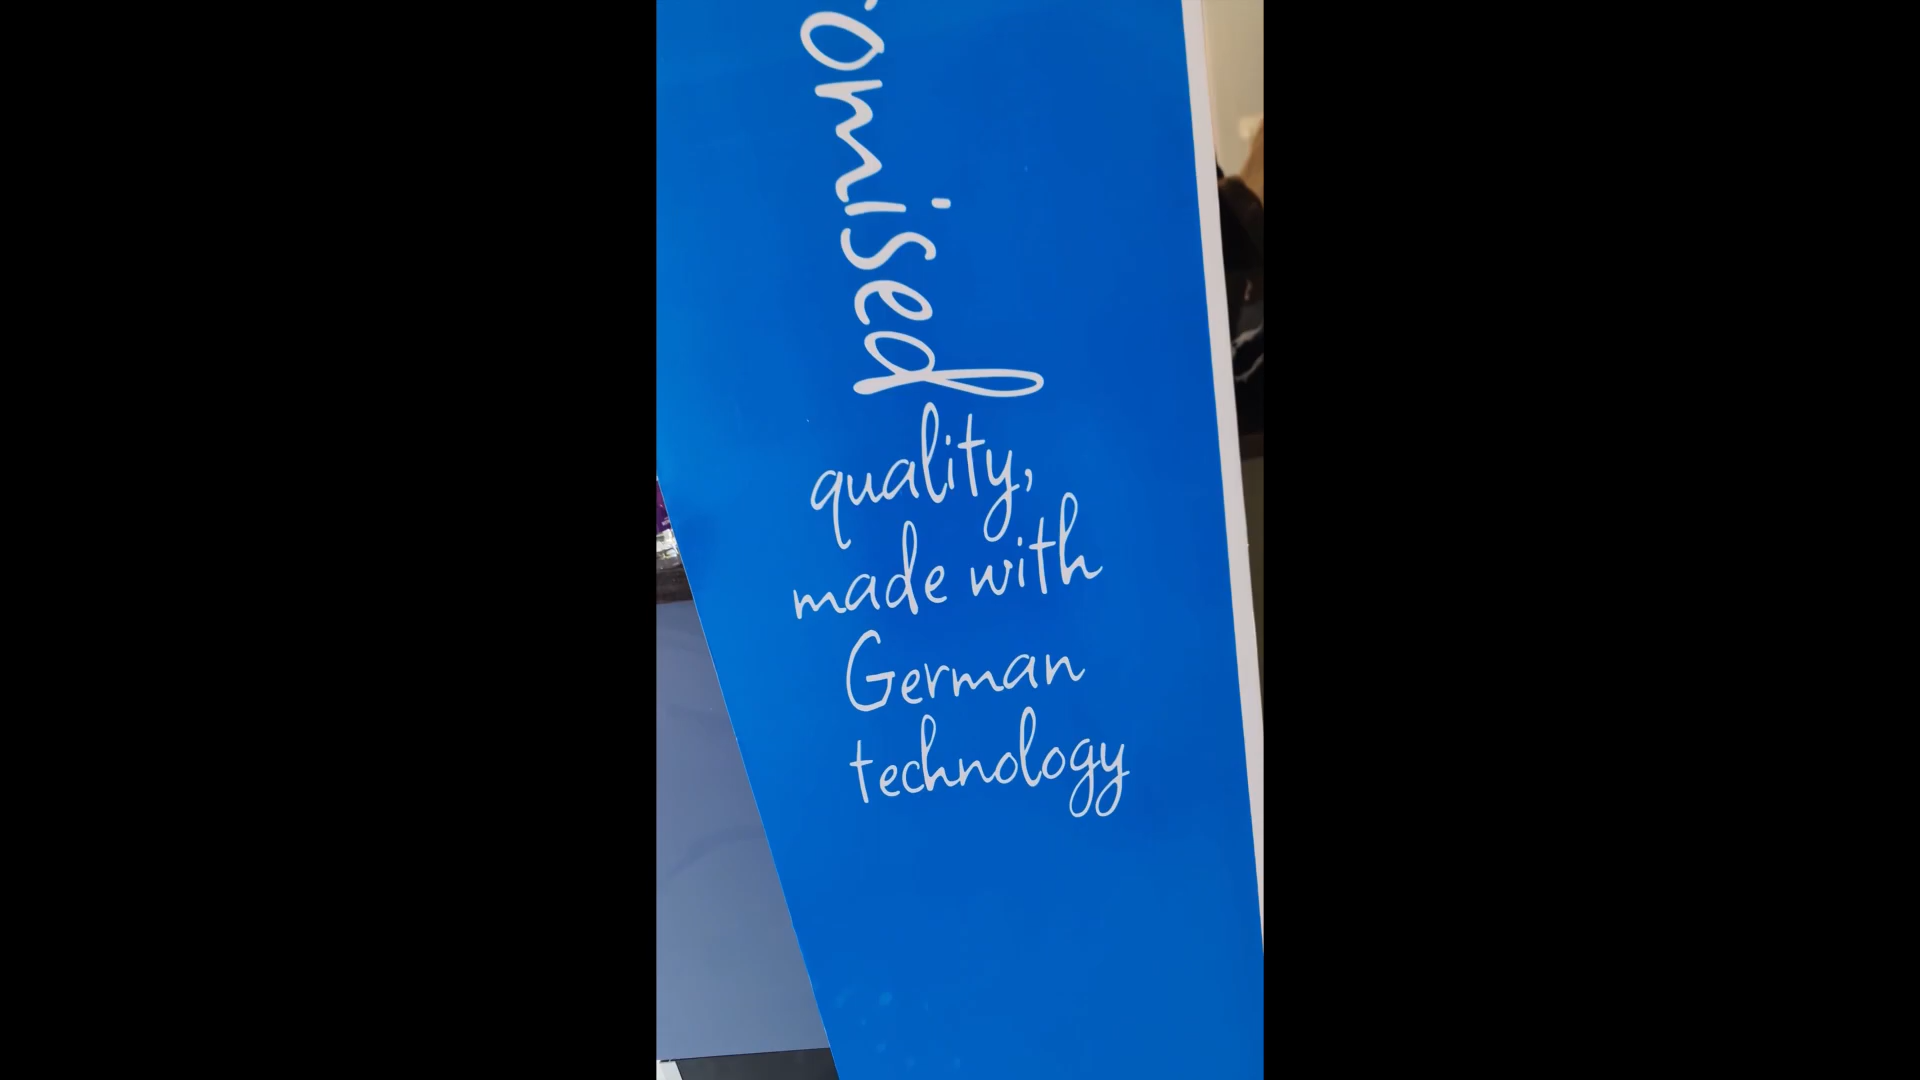 omised
quality,
made with
German
technology